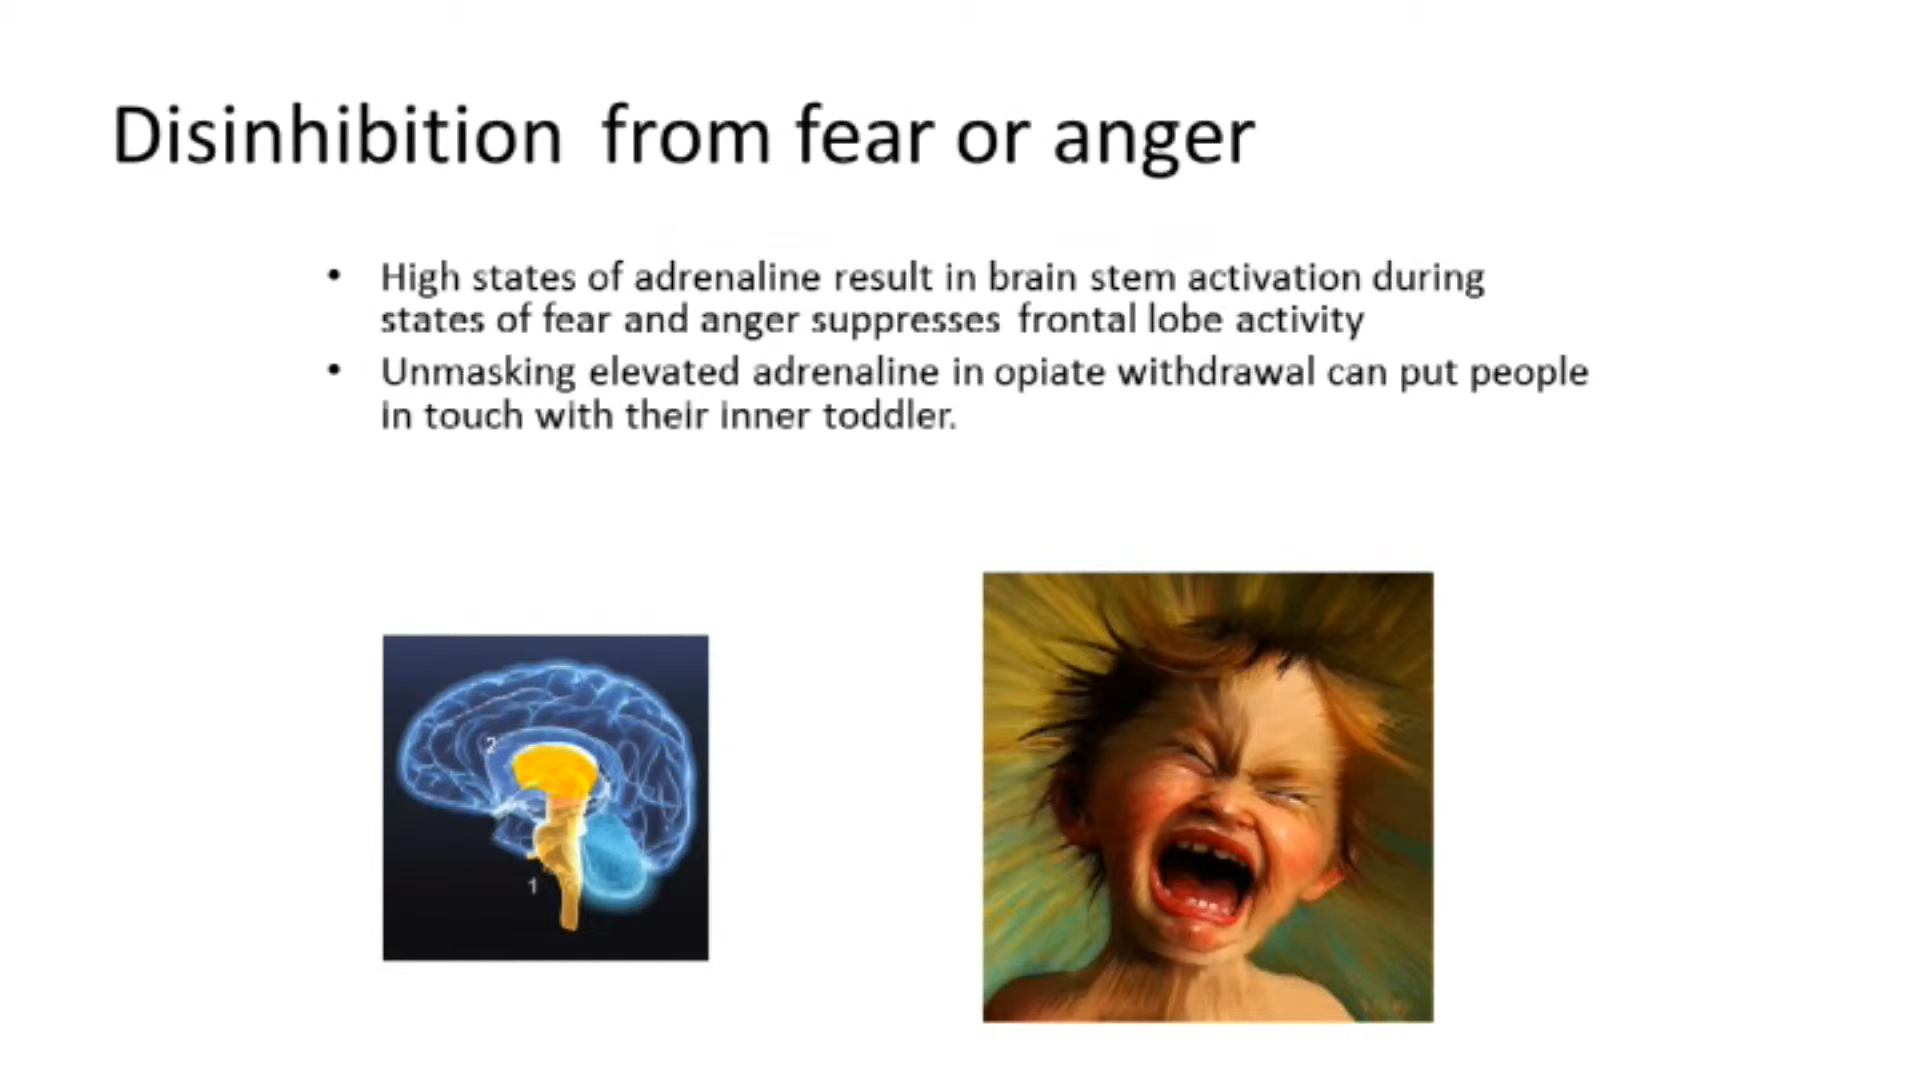 Disinhibition from fear or anger
• High states of adrenaline result in brain stem activation during
states of fear and anger suppresses frontal lobe activity
• Unmasking elevated adrenaline in opiate withdrawal can put people
in touch with their inner toddler.
2
1